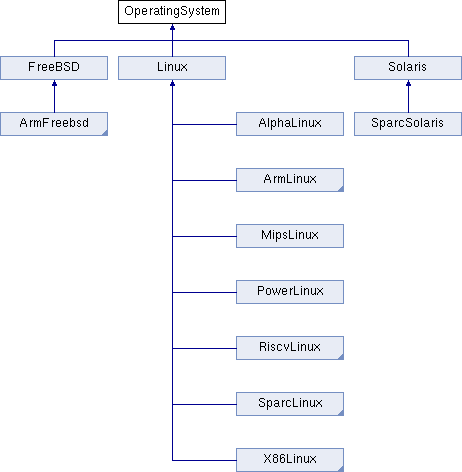 OperatingSystem
FreeBSD
Linux
Solaris
ArmFreebsd
AlphaLinux
SparcSolaris
ArmLinux
MipsLinux
PowerLinux
RiscvLinux
SparcLinux
X86Linux